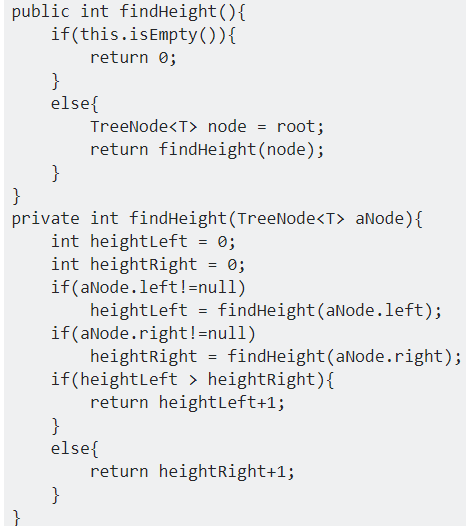 public int findHeight(){
    if(this.isEmpty()){
        return 0;
    }
    else{
        TreeNode<T> node = root;
        return findHeight(node);
    }
}
private int findHeight(TreeNode<T> aNode){
    int heightLeft = 0;
    int heightRight = 0;
    if(aNode.left!=null)
        heightLeft = findHeight(aNode.left);
    if(aNode.right!=null)
        heightRight = findHeight(aNode.right);
    if(heightLeft > heightRight){
        return heightLeft+1;
    }
    else{
        return heightRight+1;
    }
}